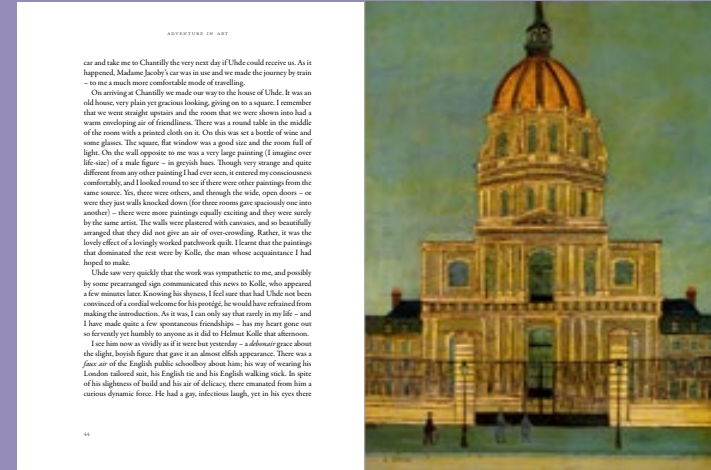 ADVENTURE IN ART
car and take me to Chantilly the very next day if Uhde could receive us. As it
happened, Madame Jacoby's car was in use and we made the journey by train
– to me a much more comfortable mode of travelling.
On arriving at Chantilly we made our way to the house of Uhde. It was an
old house, very plain yet gracious looking, giving on to a square. I remember
that we went straight upstairs and the room that we were shown into had a
warm enveloping air of friendliness. There was a round table in the middle
of the room with a printed cloth on it. On this was set a bottle of wine and
some glasses. The square, flat window was a good size and the room full of
light. On the wall opposite to me was a very large painting (I imagine over
life-size) of a male figure – in greyish hues. Though very strange and quite
different from any other painting I had ever seen, it entered my consciousness
comfortably, and I looked round to see if there were other paintings from the
same source. Yes, there were others, and through the wide, open doors – or
were they just walls knocked down (for three rooms gave spaciously one into
another) – there were more paintings equally exciting and they were surely
by the same artist. The walls were plastered with canvases, and so beautifully
arranged that they did not give an air of over-crowding. Rather, it was the
lovely effect of a lovingly worked patchwork quilt. I learnt that the paintings
that dominated the rest were by Kolle, the man whose acquaintance I had
hoped to make.
Uhde saw very quickly that the work was sympathetic to me, and possibly
by some prearranged sign communicated this news to Kolle, who appeared
a few minutes later. Knowing his shyness, I feel sure that had Uhde not been
convinced of a cordial welcome for his protégé, he would have refrained from
making the introduction. As it was, I can only say that rarely in my life – and
I have made quite a few spontaneous friendships – has my heart gone out
so fervently yet humbly to anyone as it did to Helmut Kolle that afternoon.
I see him now as vividly as if it were but yesterday – a debonair grace about
the slight, boyish figure that gave it an almost elfish appearance. There was a
faux air of the English public schoolboy about him; his way of wearing his
London tailored suit, his English tie and his English walking stick. In spite
of his slightness of build and his air of delicacy, there emanated from him a
curious dynamic force. He had a gay, infectious laugh, yet in his eyes there
44